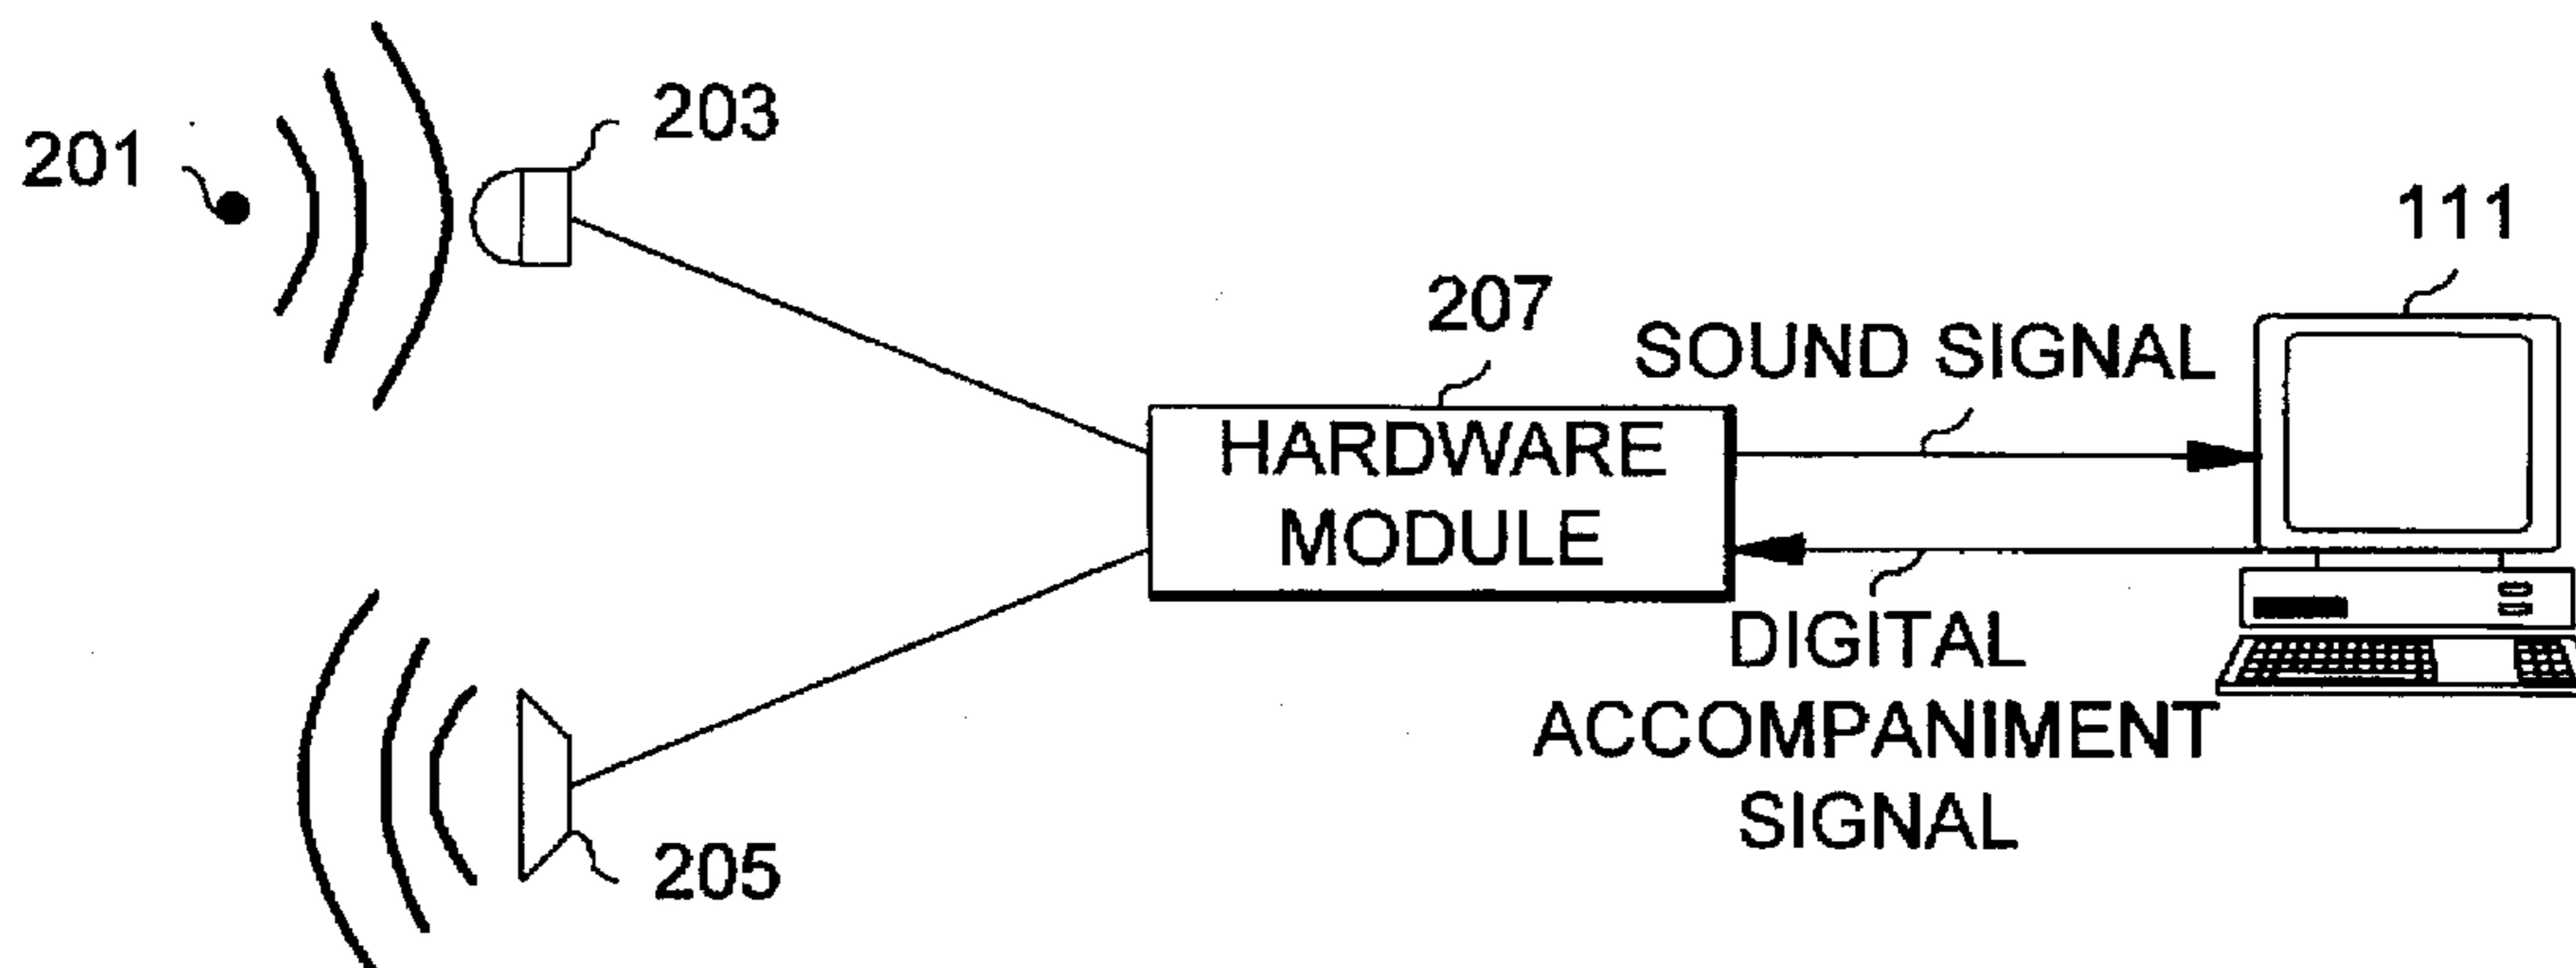 203
201
111
207
SOUND SIGNAL
HARDWARE
MODULE
DIGITAL
ACCOMPANIMENT
SIGNAL
205